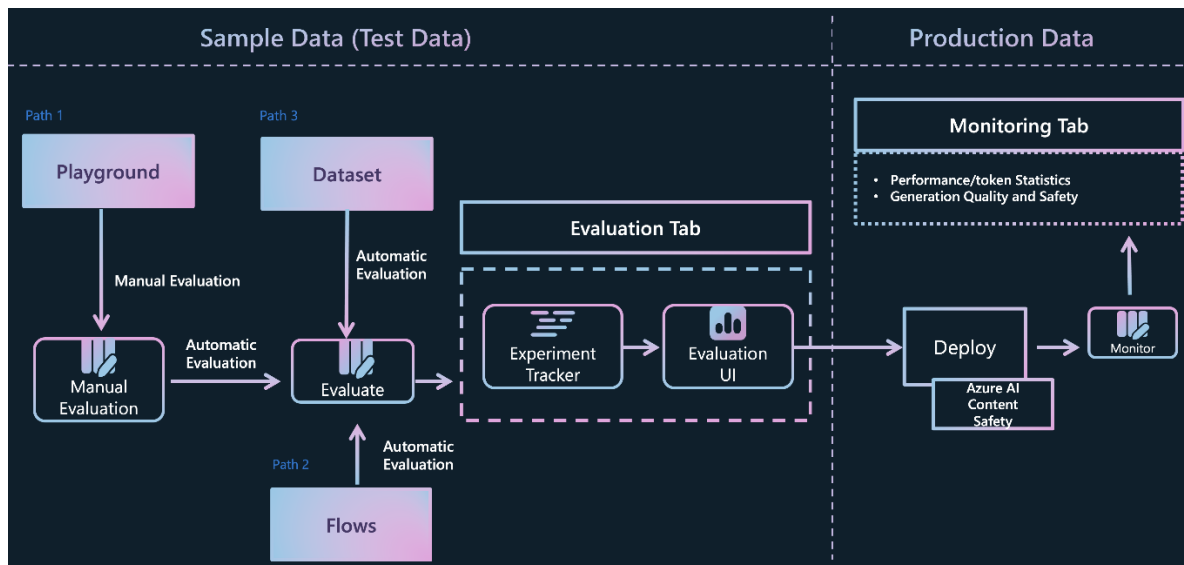 Sample Data (Test Data)
Production Data
Path 1
Playground
Manual Evaluation
Manual
Evaluation
Automatic
Evaluation
Path 3
Dataset
Automatic
Evaluation
Evaluate
Automatic
Evaluation
Path 2
Flows
Evaluation Tab
Experiment
Tracker
Evaluation
UI
Monitoring Tab
• Performance/token Statistics
• Generation Quality and Safety
Deploy
Azure AI
Content
Safety
Monitor